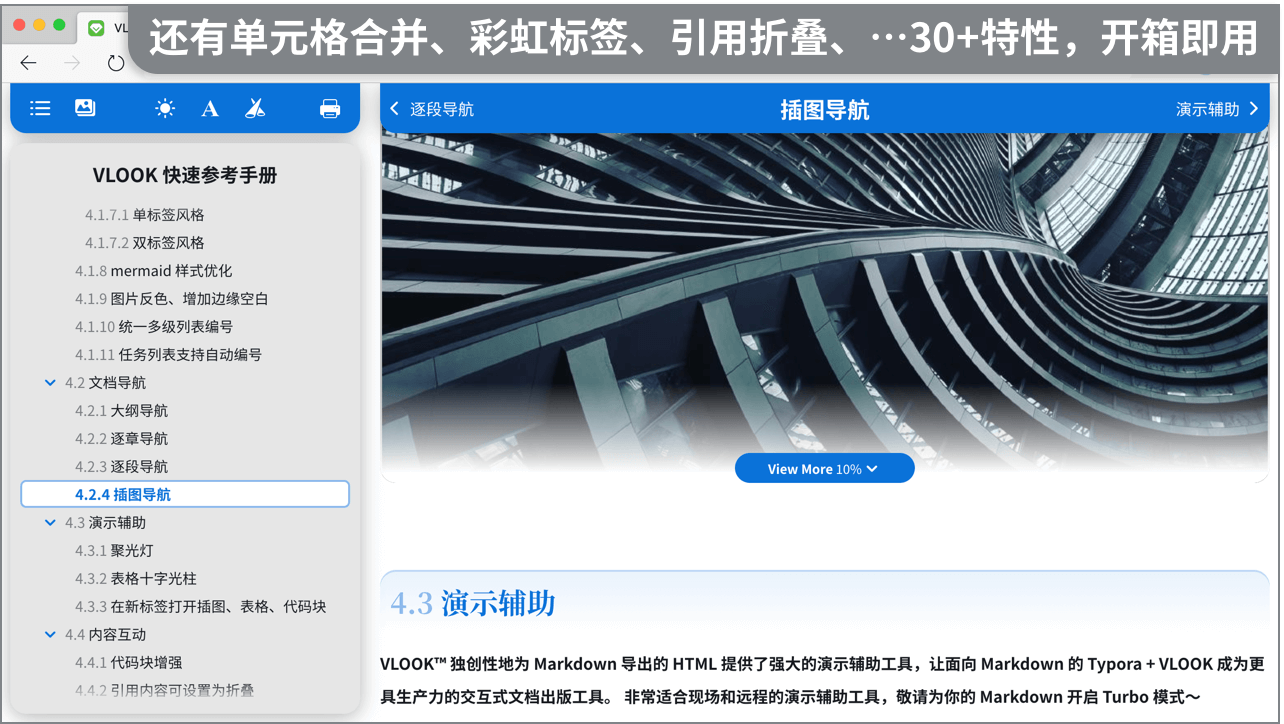 VL
还有单元格合并、彩虹标签、引用折叠、…30+特性，开箱即用
A
VLOOK 快速参考手册
4.1.7.1 单标签风格
4.1.7.2 双标签风格
4.1.8 mermaid 样式优化
4.1.9 图片反色、增加边缘空白
4.1.10 统一多级列表编号
4.1.11 任务列表支持自动编号
4.2 文档导航
4.2.1 大纲导航
4.2.2 逐章导航
4.2.3 逐段导航
4.2.4 插图导航
4.3 演示辅助
4.3.1 聚光灯
4.3.2 表格十字光柱
4.3.3 在新标签打开插图、表格、代码块
4.4 内容互动
4.4.1 代码块增强
4.4.2 引用内容可设置为折叠
逐段导航
插图导航
演示辅助
View More 10%
4.3 演示辅助
VLOOK™ 独创性地为 Markdown 导出的 HTML 提供了强大的演示辅助工具，让面向 Markdown 的 Typora + VLOOK 成为更
具生产力的交互式文档出版工具。 非常适合现场和远程的演示辅助工具，敬请为你的 Markdown 开启 Turbo 模式～